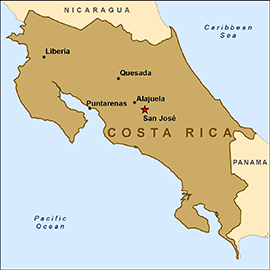 NICARAGUA
Caribbean
Sea
Liberia
Quesada
Puntarenas
Alajuela
San José
COSTA RICA
PANAMA
Pacific
Ocean